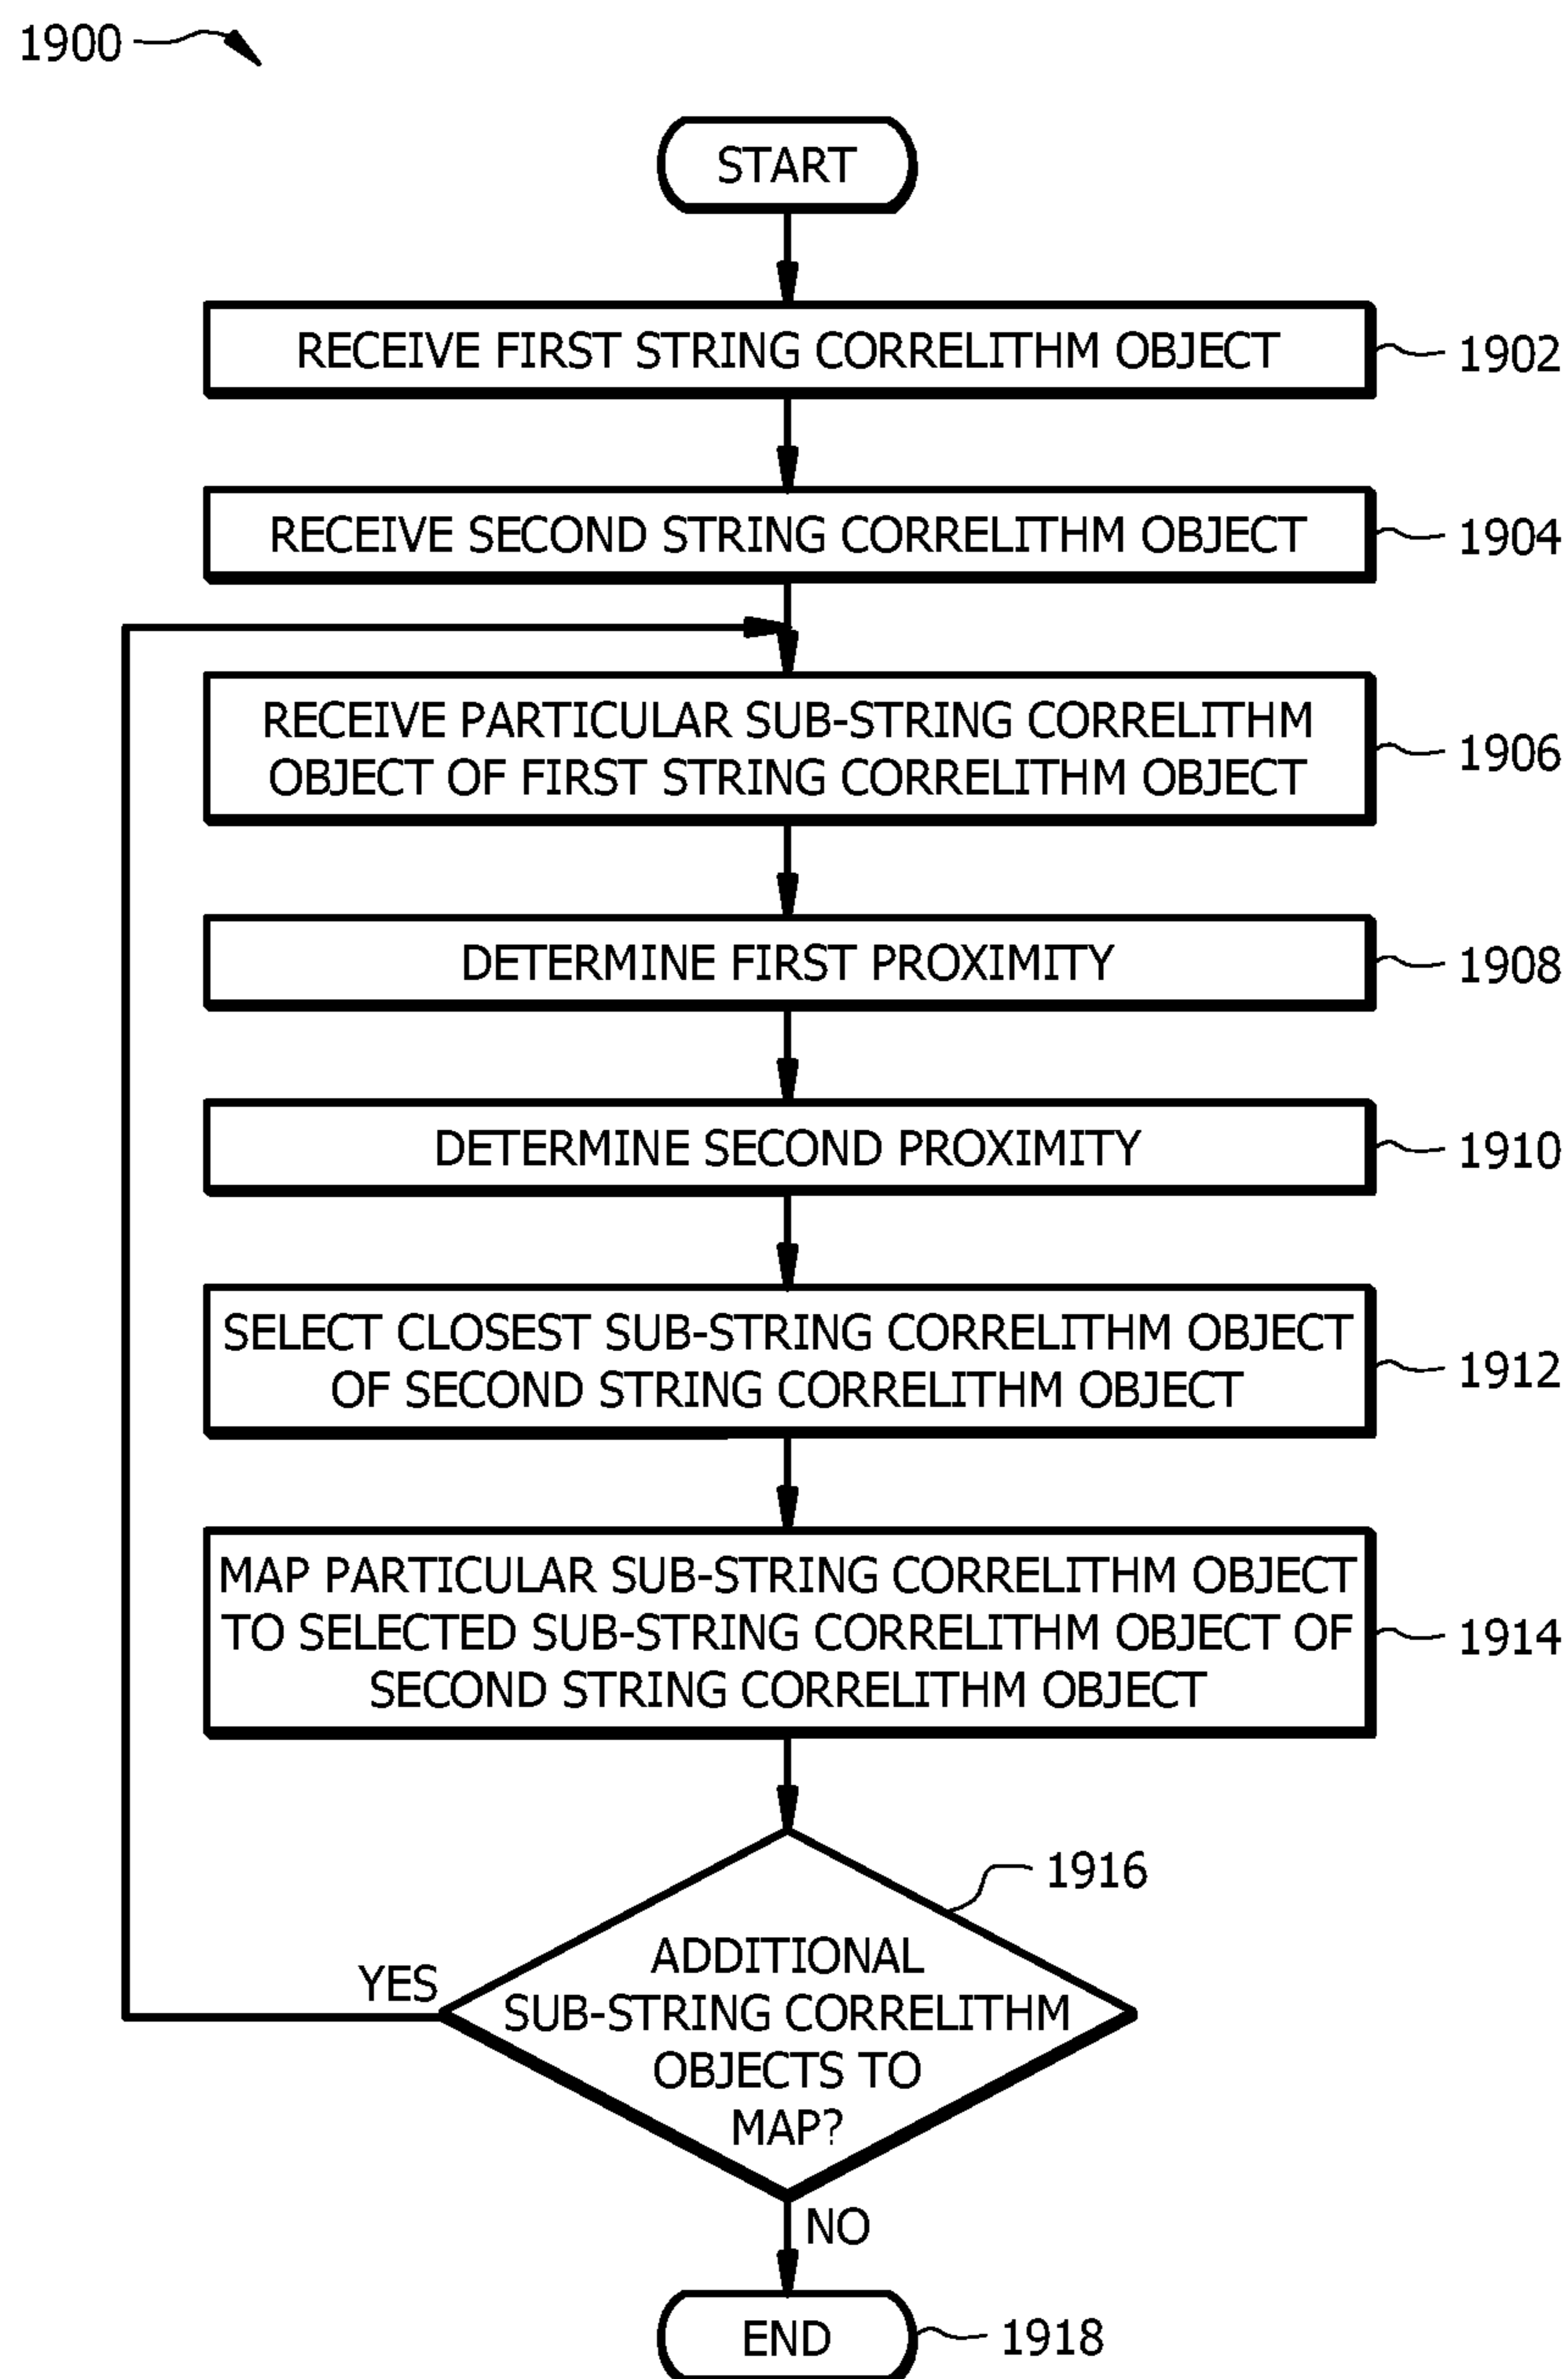 1900
START
RECEIVE FIRST STRING CORRELITHM OBJECT
1902
RECEIVE SECOND STRING CORRELITHM OBJECT
1904
RECEIVE PARTICULAR SUB-STRING CORRELITHM
OBJECT OF FIRST STRING CORRELITHM OBJECT
1906
DETERMINE FIRST PROXIMITY
1908
DETERMINE SECOND PROXIMITY
1910
SELECT CLOSEST SUB-STRING CORRELITHM OBJECT
OF SECOND STRING CORRELITHM OBJECT
1912
MAP PARTICULAR SUB-STRING CORRELITHM OBJECT
TO SELECTED SUB-STRING CORRELITHM OBJECT OF
SECOND STRING CORRELITHM OBJECT
1914
1916
ADDITIONAL
SUB-STRING CORRELITHM
OBJECTS TO
MAP?
YES
NO
END
1918